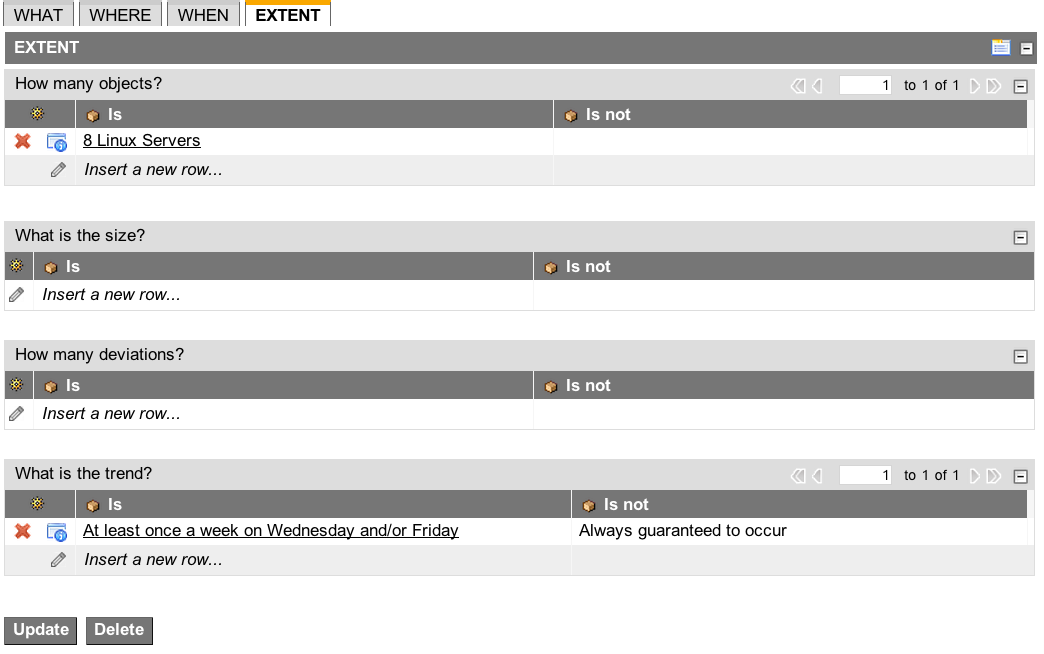 WHAT WHERE WHEN EXTENT
EXTENT
How many objects? 1 to 1 of 1
Is Is not
8 Linux Servers
Insert a new row...
What is the size?
Is Is not
Insert a new row...
How many deviations?
Is Is not
Insert a new row...
What is the trend? 1 to 1 of 1
Is Is not
At least once a week on Wednesday and/or Friday Always guaranteed to occur
Insert a new row...
Update Delete